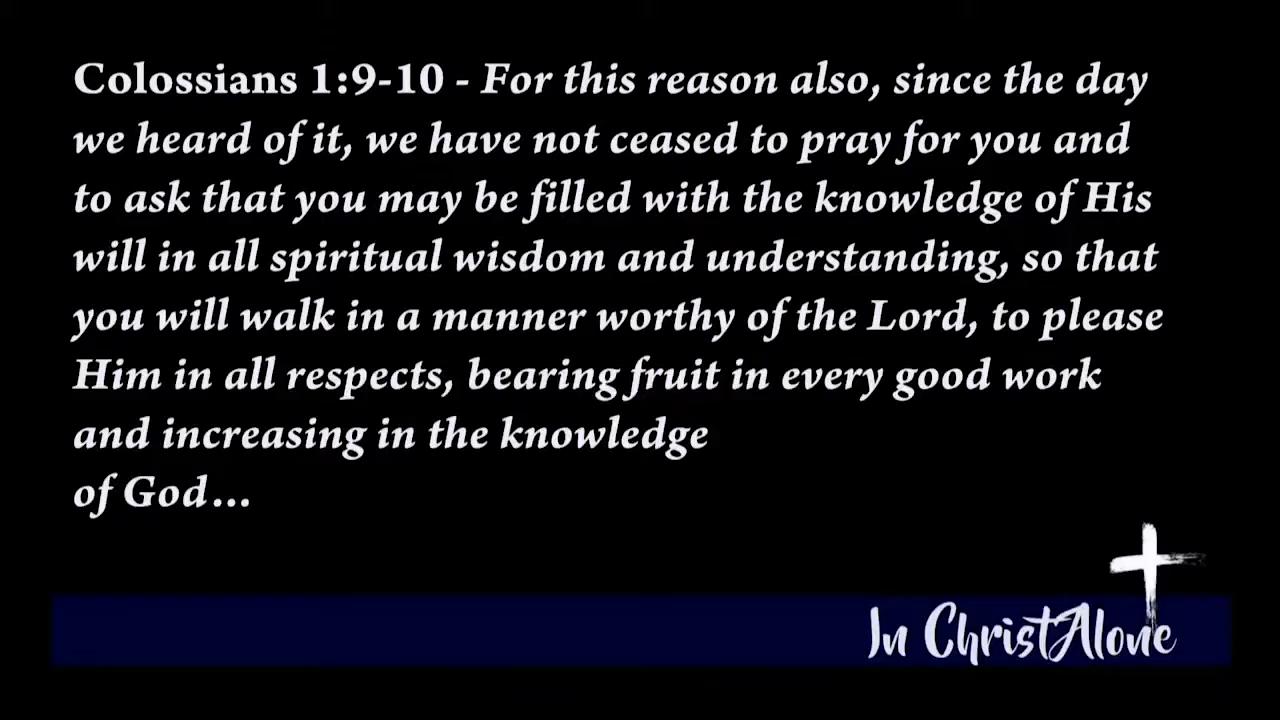 Colossians 1:9-10 - For this reason also, since the day
we heard of it, we have not ceased to pray for you and
to ask that you may be filled with the knowledge of His
will in all spiritual wisdom and understanding, so that
you will walk in a manner worthy of the Lord, to please
Him in all respects, bearing fruit in every good work
and increasing in the knowledge
of God...
In Christ Alone